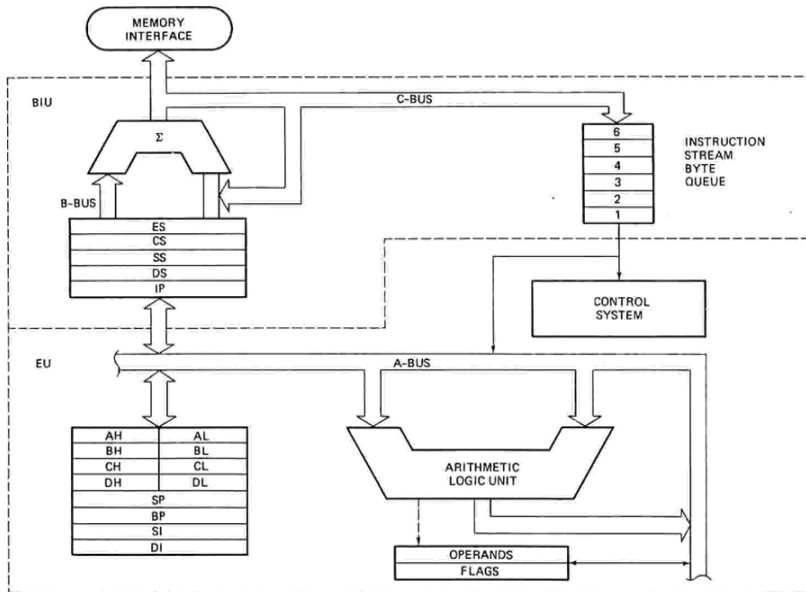 MEMORY
INTERFACE
BIU
C-BUS
Σ
B-BUS
6
5
4
3
2
1
INSTRUCTION
STREAM
BYTE
QUEUE
ES
CS
SS
DS
IP
CONTROL
SYSTEM
EU
A-BUS
AH AL
BH BL
CH CL
DH DL
SP
BP
SI
DI
ARITHMETIC
LOGIC UNIT
OPERANDS
FLAGS